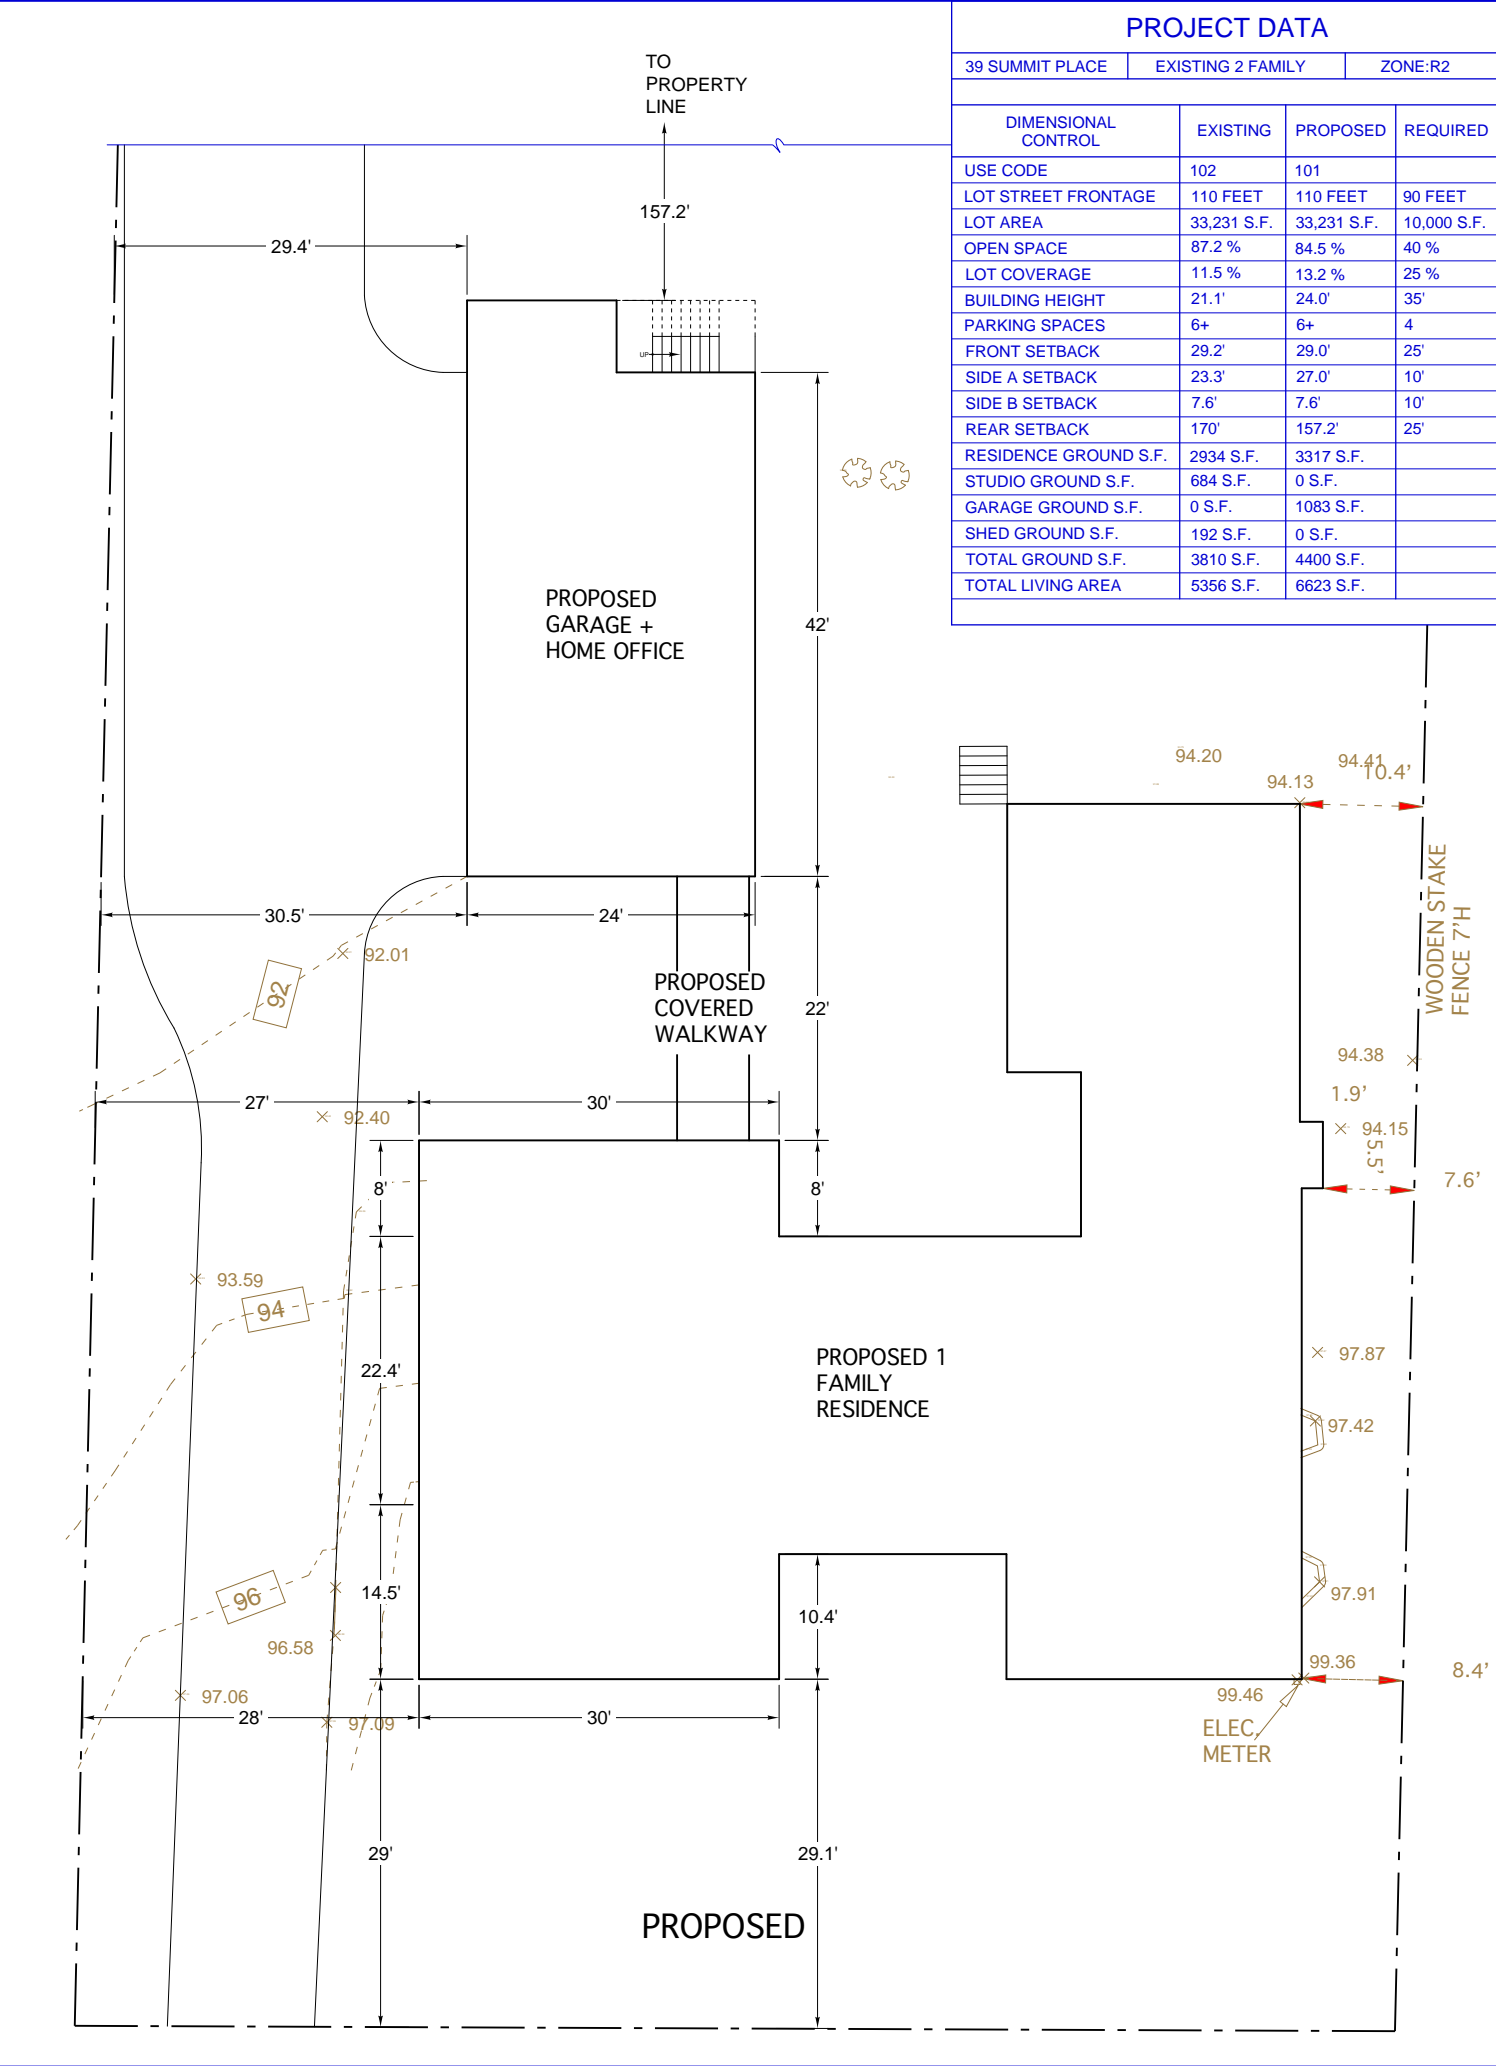 PROJECT DATA
39 SUMMIT PLACE EXISTING 2 FAMILY ZONE:R2
DIMENSIONAL
CONTROL EXISTING PROPOSED REQUIRED
USE CODE 102 101
LOT STREET FRONTAGE 110 FEET 110 FEET 90 FEET
LOT AREA 33,231 S.F. 33,231 S.F. 10,000 S.F.
OPEN SPACE 87.2 % 84.5 % 40 %
LOT COVERAGE 11.5 % 13.2 % 25 %
BUILDING HEIGHT 21.1' 24.0' 35'
PARKING SPACES 6+ 6+ 4
FRONT SETBACK 29.2' 29.0' 25'
SIDE A SETBACK 23.3' 27.0' 10'
SIDE B SETBACK 7.6' 7.6' 10'
REAR SETBACK 170' 157.2' 25'
RESIDENCE GROUND S.F. 2934 S.F. 3317 S.F.
STUDIO GROUND S.F. 684 S.F. 0 S.F.
GARAGE GROUND S.F. 0 S.F. 1083 S.F.
SHED GROUND S.F. 192 S.F. 0 S.F.
TOTAL GROUND S.F. 3810 S.F. 4400 S.F.
TOTAL LIVING AREA 5356 S.F. 6623 S.F.
TO
PROPERTY
LINE
157.2'
29.4'
UP
PROPOSED
GARAGE +
HOME OFFICE
42'
94.20
94.41
10.4'
94.13
WOODEN STAKE
FENCE 7'H
30.5'
24'
92.01
92
PROPOSED
COVERED
WALKWAY
22'
94.38
1.9'
27'
30'
92.40
94.15
5.5'
7.6'
8'
8'
93.59
94
22.4'
PROPOSED 1
FAMILY
RESIDENCE
97.87
97.42
96
14.5'
10.4'
97.91
96.58
99.36
8.4'
97.06
99.46
28'
97.09
30'
ELEC.
METER
29'
29.1'
PROPOSED